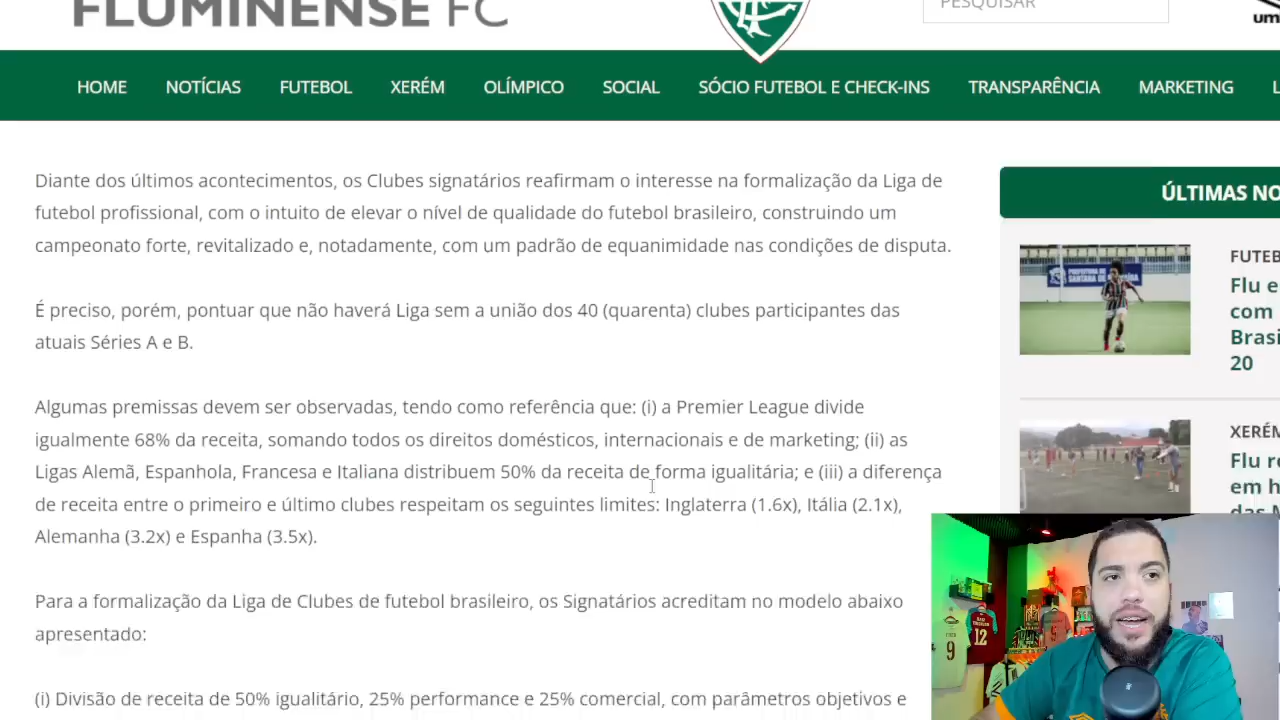 FLUMINENSE FC
PESQUISAR
HOME NOTÍCIAS FUTEBOL XERÉM OLÍMPICO SOCIAL SÓCIO FUTEBOL E CHECK-INS TRANSPARÊNCIA MARKETING
Diante dos últimos acontecimentos, os Clubes signatários reafirmam o interesse na formalização da Liga de
futebol profissional, com o intuito de elevar o nível de qualidade do futebol brasileiro, construindo um
campeonato forte, revitalizado e, notadamente, com um padrão de equanimidade nas condições de disputa.
É preciso, porém, pontuar que não haverá Liga sem a união dos 40 (quarenta) clubes participantes das
atuais Séries A e B.
Algumas premissas devem ser observadas, tendo como referência que: (i) a Premier League divide
igualmente 68% da receita, somando todos os direitos domésticos, internacionais e de marketing; (ii) as
Ligas Alemã, Espanhola, Francesa e Italiana distribuem 50% da receita de forma igualitária; e (iii) a diferença
de receita entre o primeiro e último clubes respeitam os seguintes limites: Inglaterra (1.6x), Itália (2.1x),
Alemanha (3.2x) e Espanha (3.5x).
Para a formalização da Liga de Clubes de futebol brasileiro, os Signatários acreditam no modelo abaixo
apresentado:
(i) Divisão de receita de 50% igualitário, 25% performance e 25% comercial, com parâmetros objetivos e
ÚLTIMAS NO
FUTEB
Flu e
com
Brasi
20
XERÉM
Flu re
em h
das M
9
12